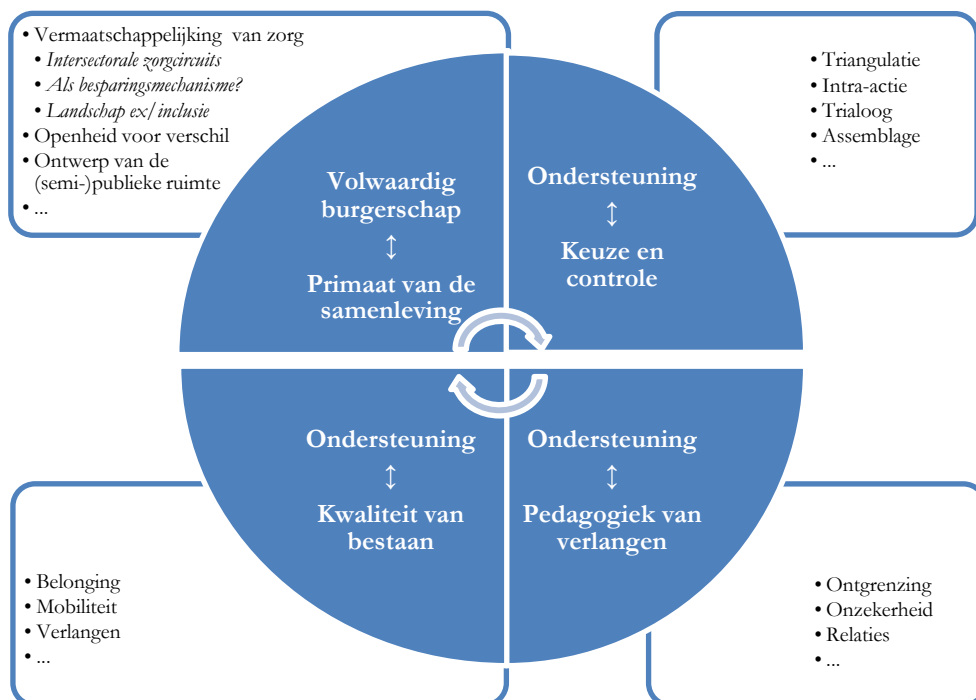 • Vermaatschappelijking van zorg
• Intersectorale zorgcircuits
• Als besparingsmechanisme?
• Landschap ex/inclusie
• Openheid voor verschil
• Ontwerp van de
(semi-)publieke ruimte
• ...
• Triangulatie
• Intra-actie
• Trialoog
• Assemblage
• ...
Volwaardig
burgerschap
↕
Primaat van de
samenleving
Ondersteuning
↕
Keuze en
controle
Ondersteuning
↕
Kwaliteit van
bestaan
Ondersteuning
↕
Pedagogiek van
verlangen
• Belonging
• Mobiliteit
• Verlangen
• ...
• Ontgrenzing
• Onzekerheid
• Relaties
• ...